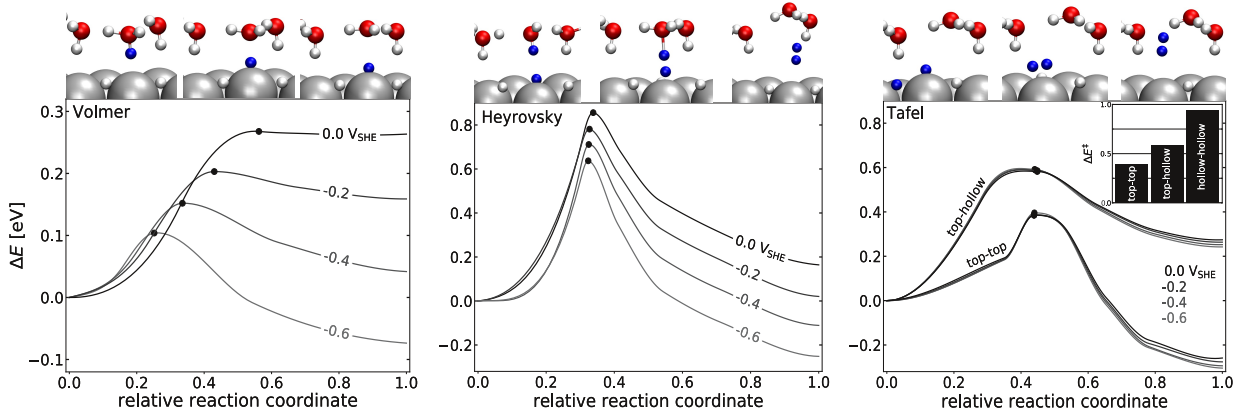 Volmer
0.3
0.2
0.1
0.0
−0.1
ΔE [eV]
0.0 V_SHE
-0.2
-0.4
-0.6
0.0 0.2 0.4 0.6 0.8 1.0
relative reaction coordinate
Heyrovsky
0.8
0.6
0.4
0.2
0.0
−0.2
0.0 V_SHE
-0.2
-0.4
-0.6
0.0 0.2 0.4 0.6 0.8 1.0
relative reaction coordinate
Tafel
0.8
0.6
0.4
0.2
0.0
−0.2
top-hollow
top-top
1.0
0.5
0.0
ΔE‡
top-top
top-hollow
hollow-hollow
0.0 V_SHE
-0.2
-0.4
-0.6
0.0 0.2 0.4 0.6 0.8 1.0
relative reaction coordinate